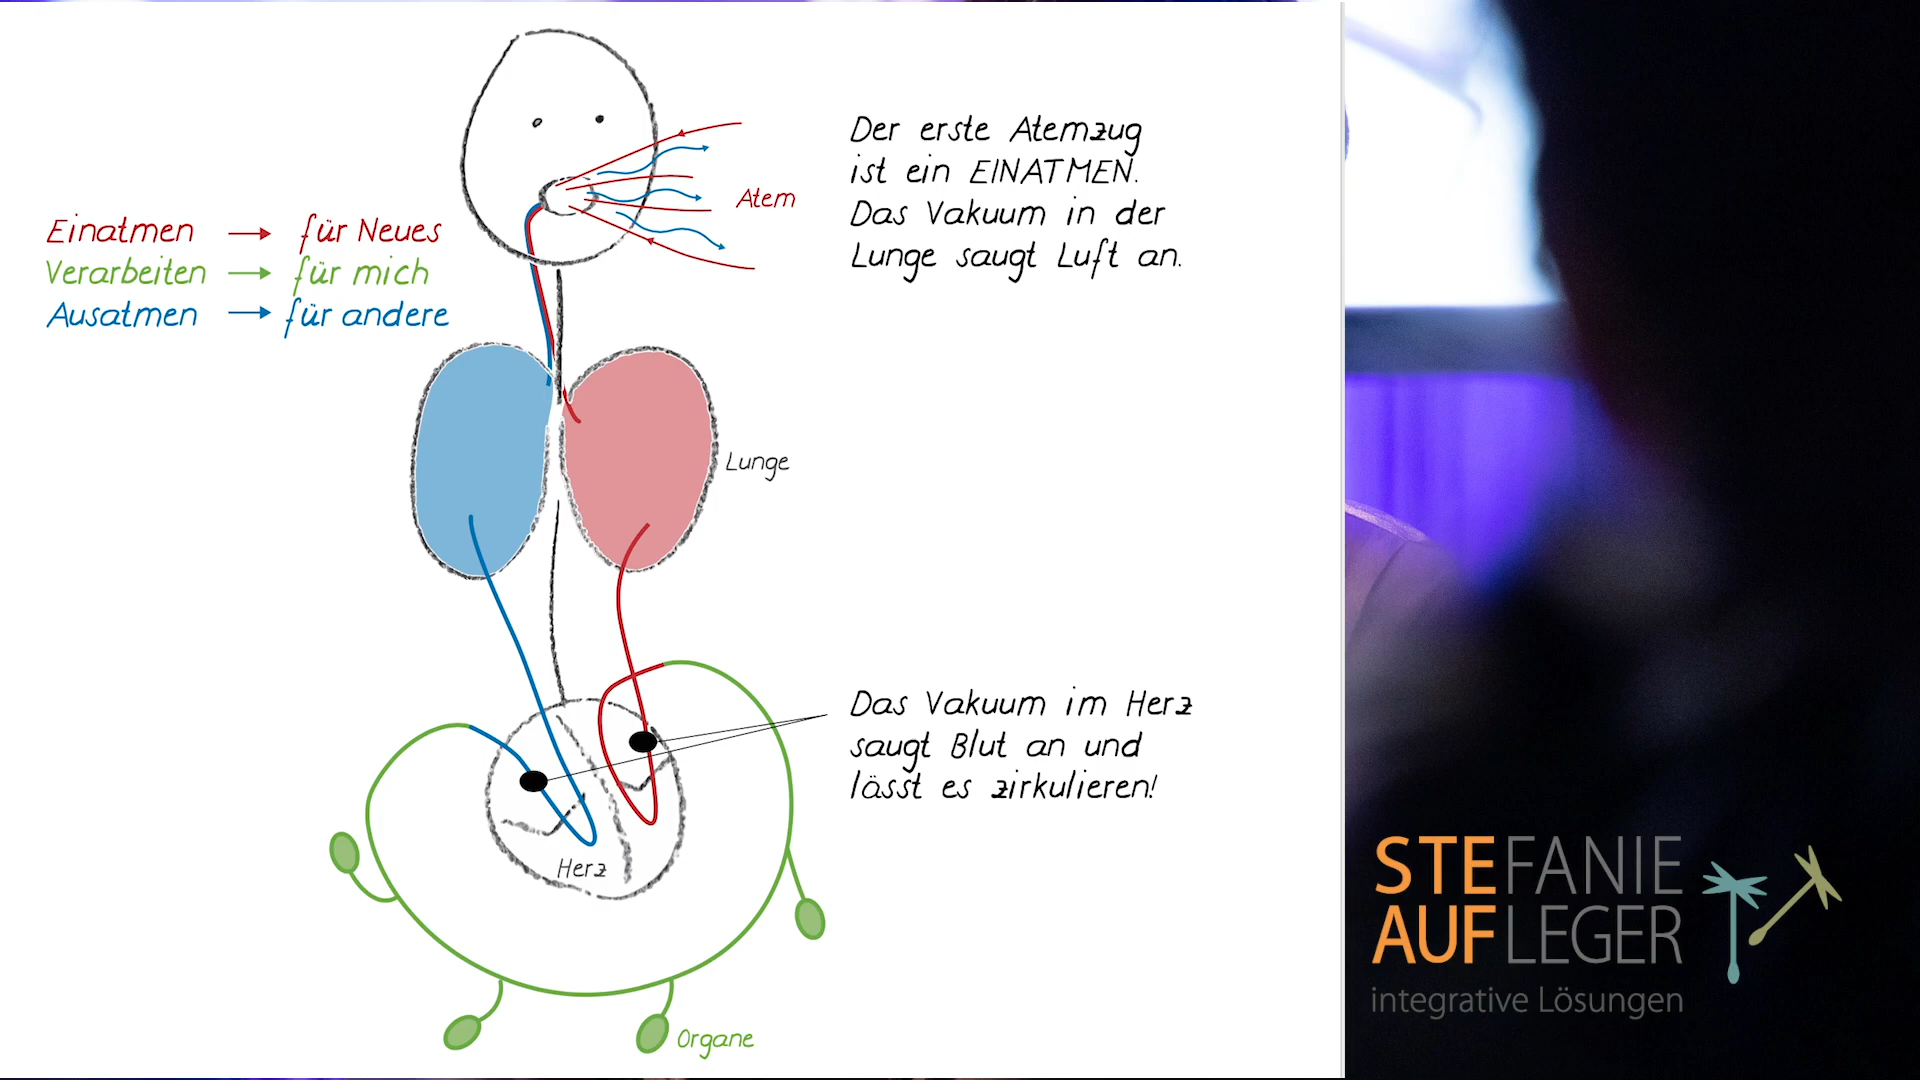 Einatmen → für Neues
Verarbeiten → für mich
Ausatmen → für andere
Atem
Der erste Atemzug
ist ein EINATMEN.
Das Vakuum in der
Lunge saugt Luft an.
Lunge
Das Vakuum im Herz
saugt Blut an und
lässt es zirkulieren!
Herz
Organe
STEFANIE
AUFLEGER
integrative Lösungen